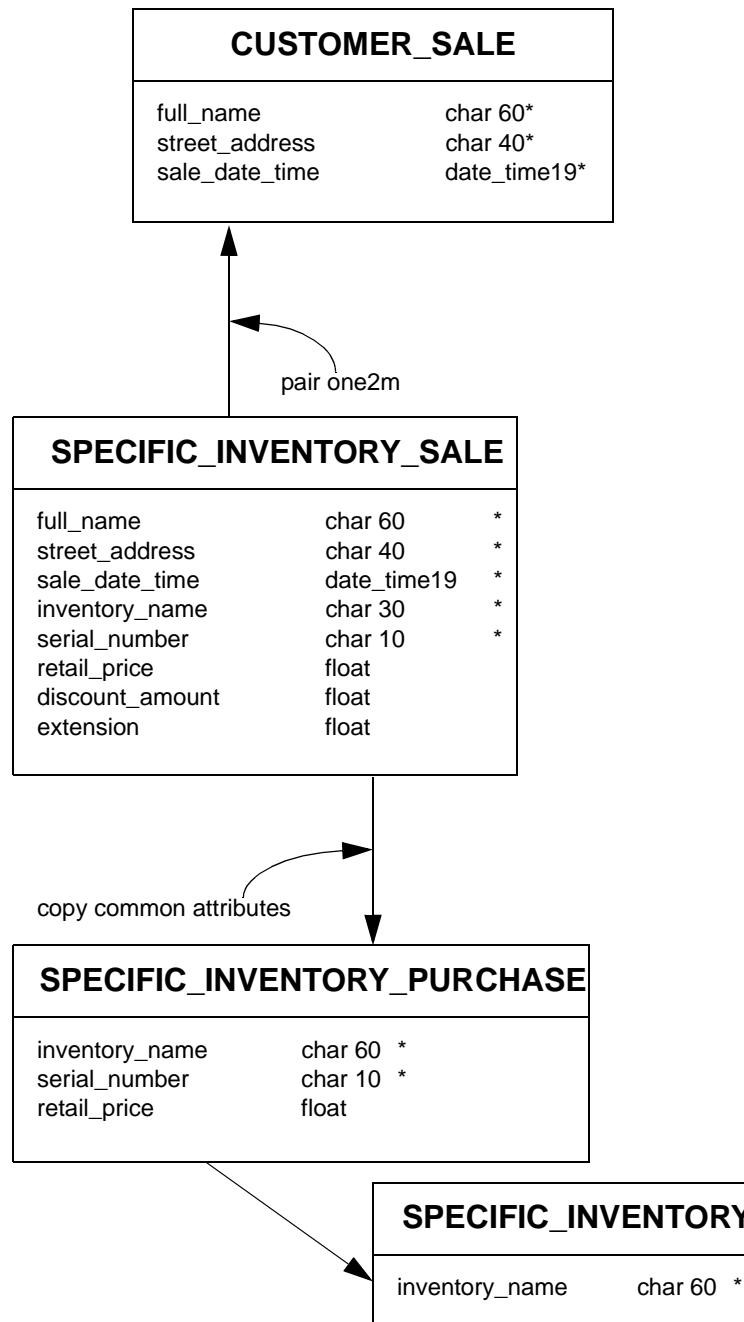 CUSTOMER_SALE
full_name char 60*
street_address char 40*
sale_date_time date_time19*
pair one2m
SPECIFIC_INVENTORY_SALE
full_name char 60 *
street_address char 40 *
sale_date_time date_time19 *
inventory_name char 30 *
serial_number char 10 *
retail_price float
discount_amount float
extension float
copy common attributes
SPECIFIC_INVENTORY_PURCHASE
inventory_name char 60 *
serial_number char 10 *
retail_price float
SPECIFIC_INVENTORY
inventory_name char 60 *